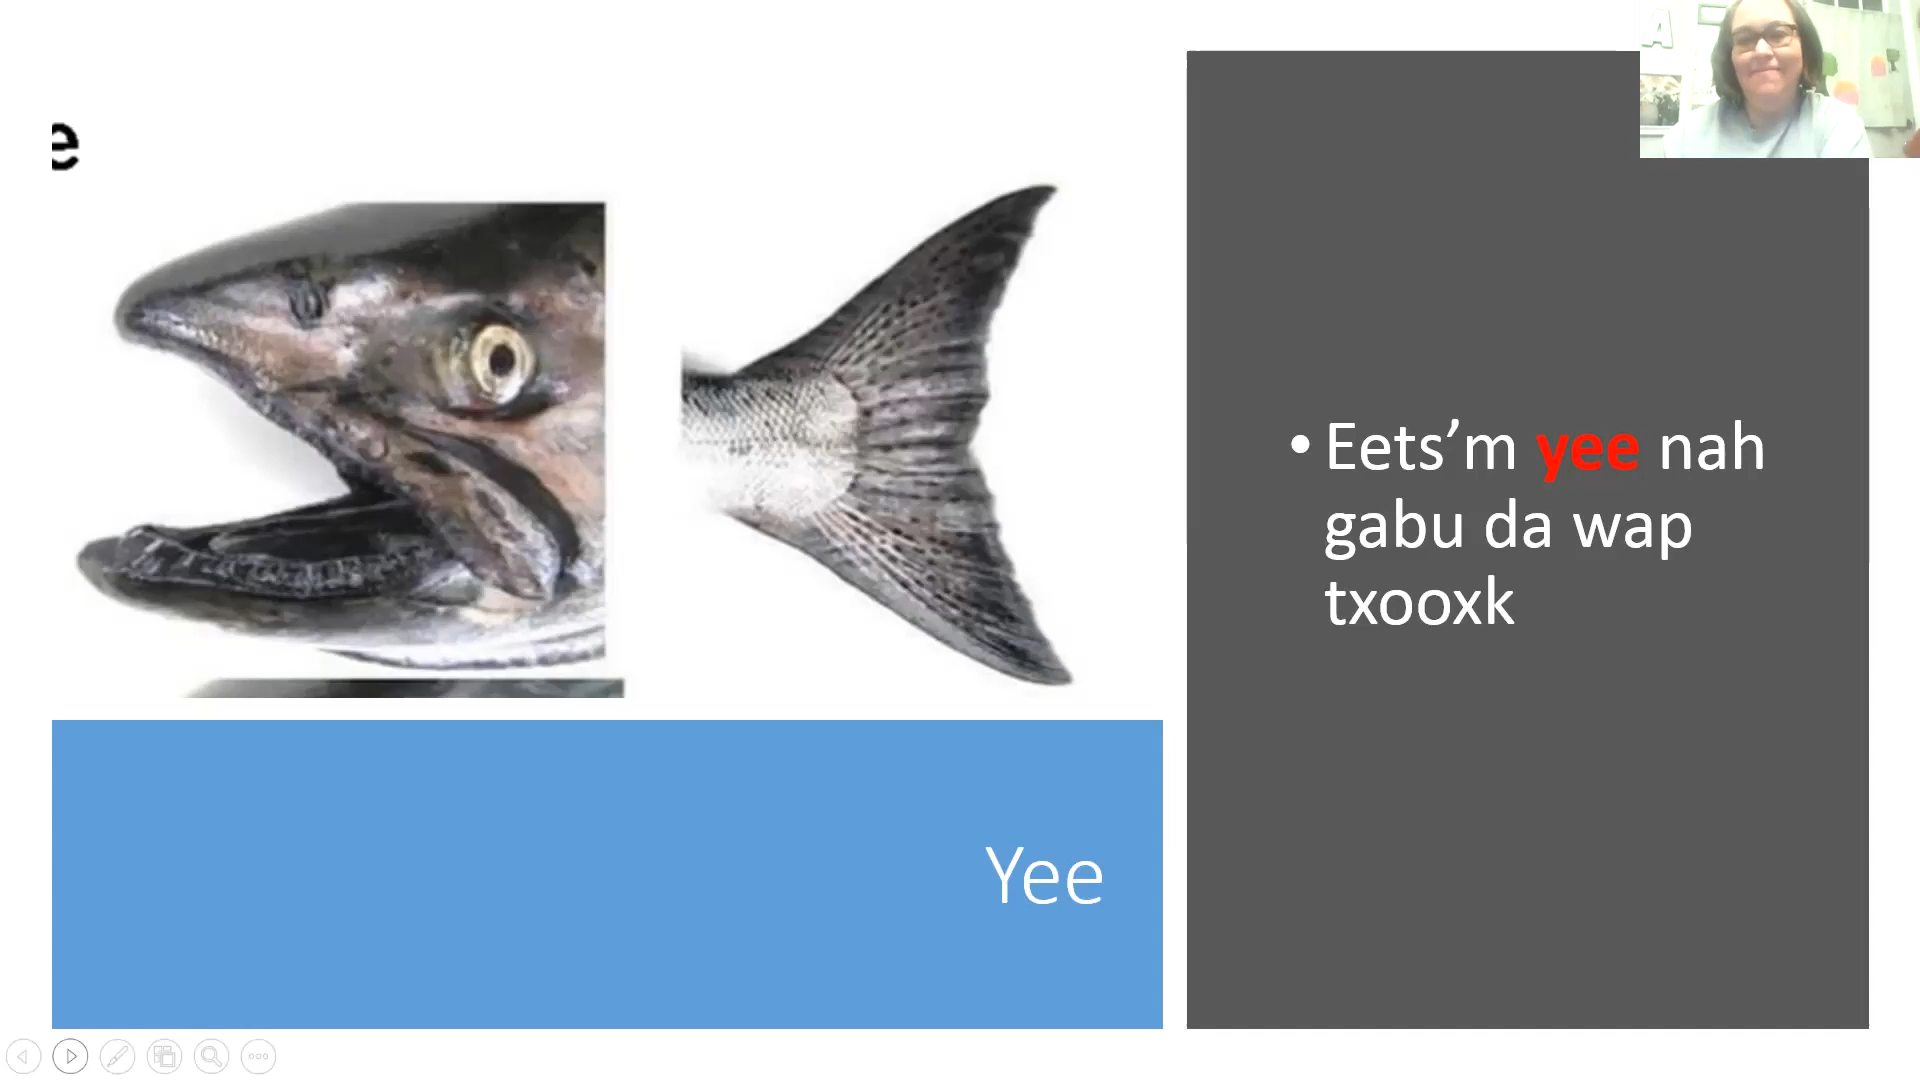 e
Yee
• Eets’m yee nah
gabu da wap
txooxk
A